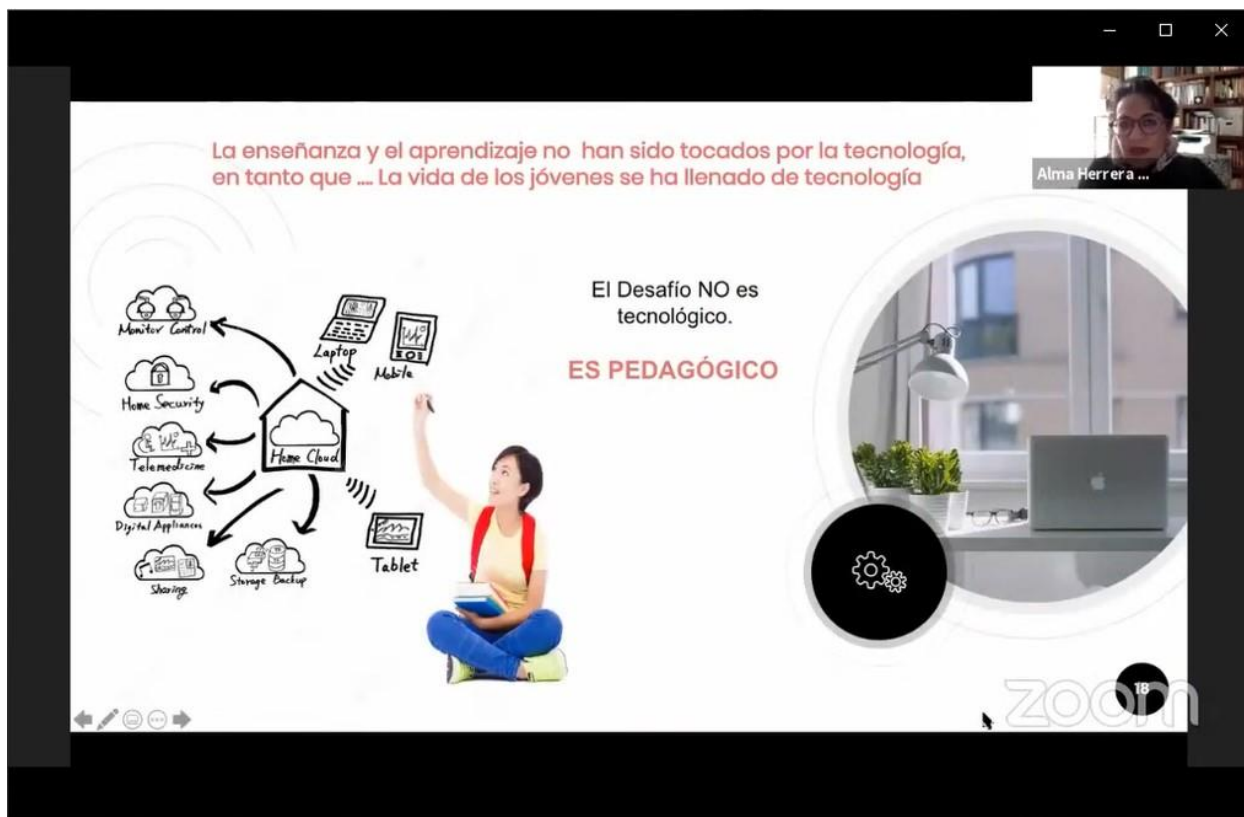 La enseñanza y el aprendizaje no han sido tocados por la tecnología,
en tanto que .... La vida de los jóvenes se ha llenado de tecnología
Alma Herrera ...
El Desafío NO es
tecnológico.
ES PEDAGÓGICO
Monitor Control
Laptop
Mobile
Home Security
Home Cloud
Telemedicine
Digital Appliances
Sharing
Storage Backup
Tablet
18
zoom